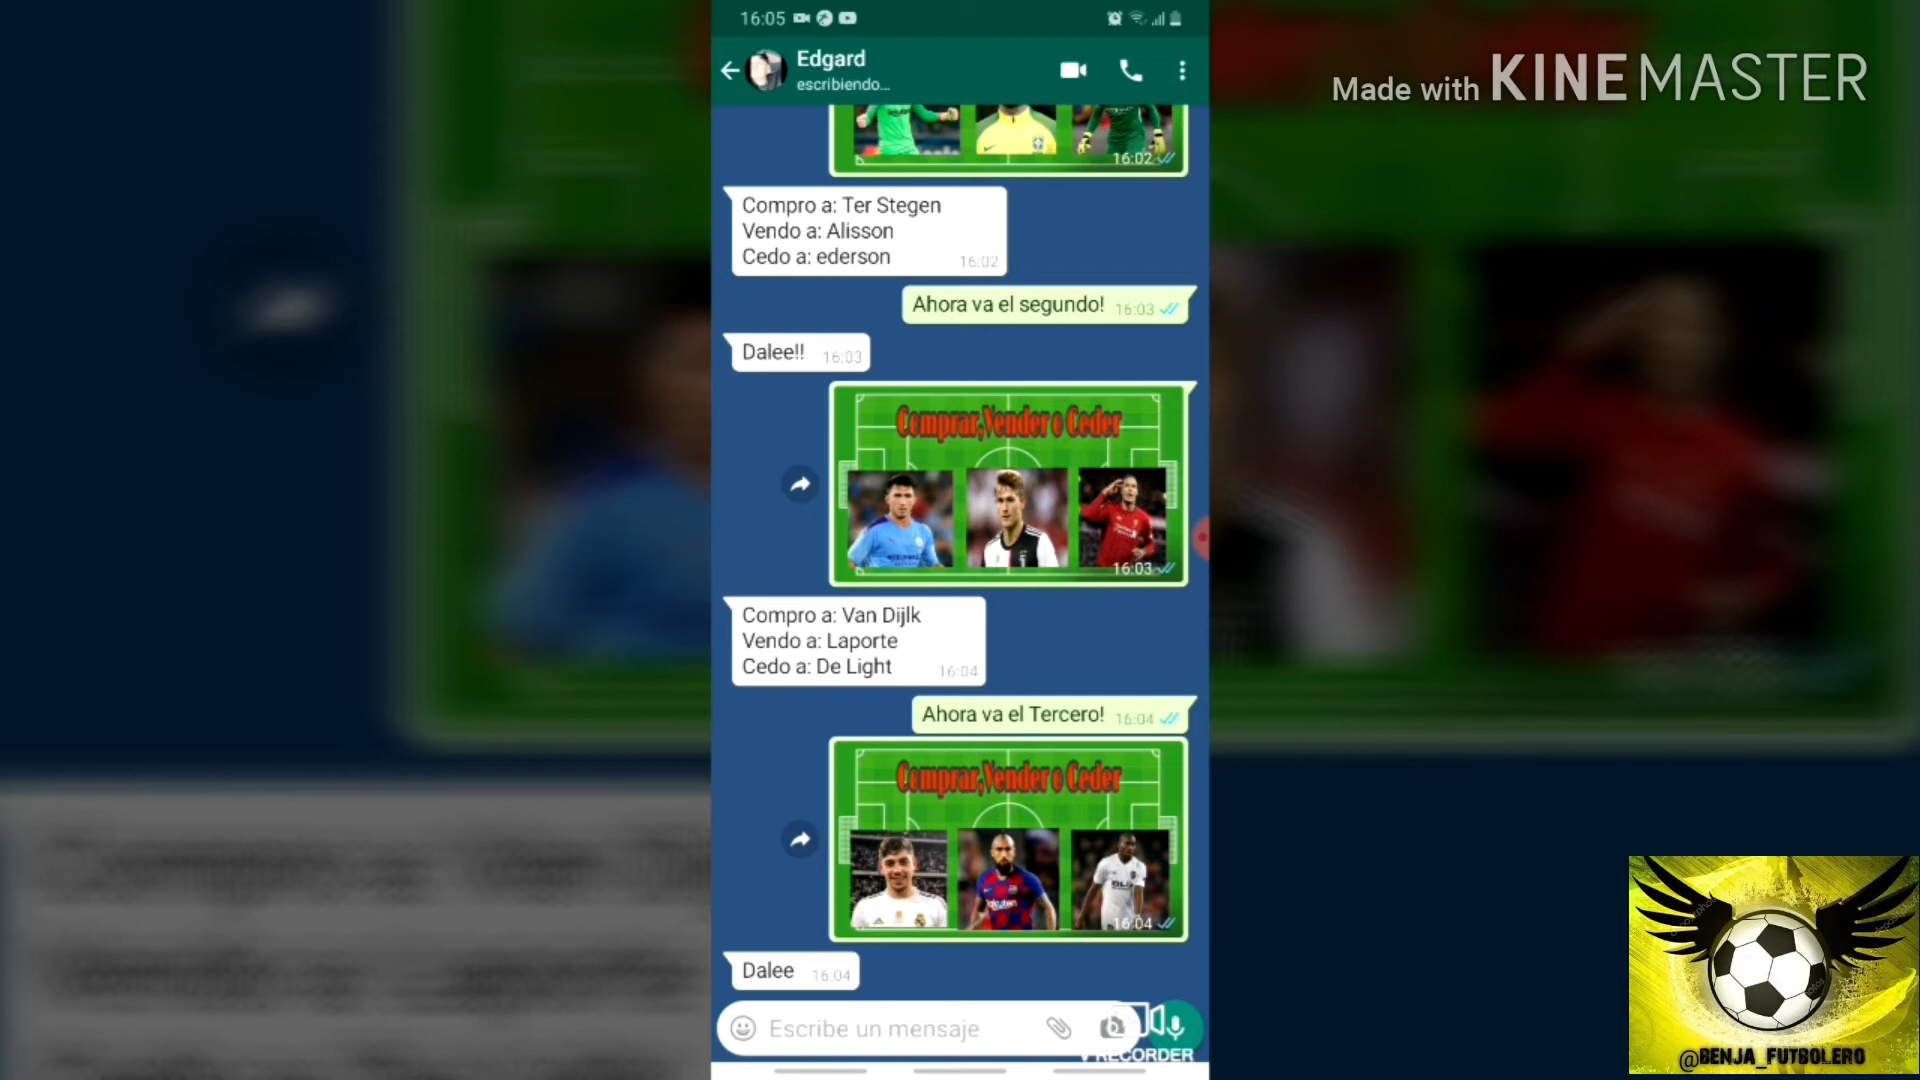 16:05
Made with KINEMASTER
Edgard
escribiendo...
16:02
Compro a: Ter Stegen
Vendo a: Alisson
Cedo a: ederson
16:02
Ahora va el segundo! 16:03
Dalee!! 16:03
Comprar,Vender o Ceder
16:03
Compro a: Van Dijlk
Vendo a: Laporte
Cedo a: De Light
16:04
Ahora va el Tercero! 16:04
Comprar,Vender o Ceder
16:04
Dalee 16:04
Escribe un mensaje
RECORDER
@BENJA_FUTBOLERO